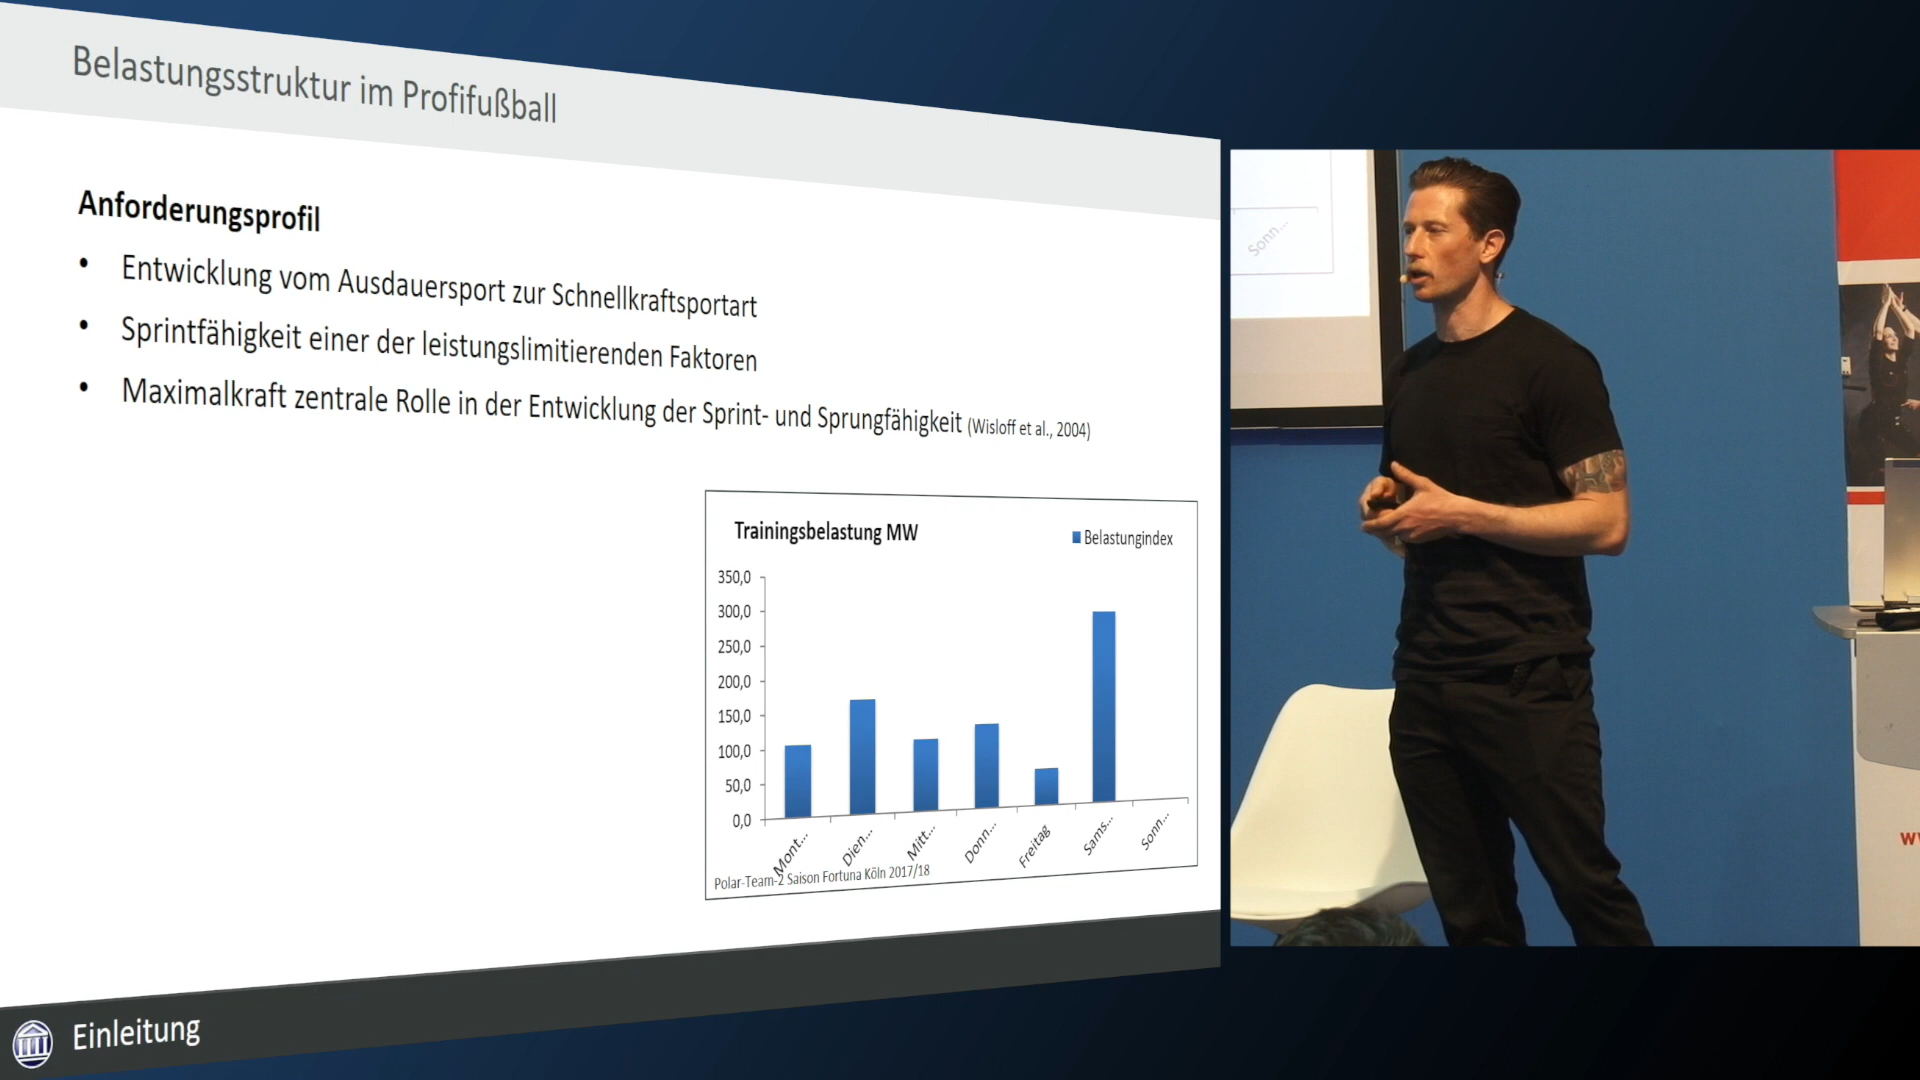 Belastungsstruktur im Profifußball
Anforderungsprofil
• Entwicklung vom Ausdauersport zur Schnellkraftsportart
• Sprintfähigkeit einer der leistungslimitierenden Faktoren
• Maximalkraft zentrale Rolle in der Entwicklung der Sprint- und Sprungfähigkeit (Wisloff et al., 2004)
Trainingsbelastung MW
Belastungindex
350,0
300,0
250,0
200,0
150,0
100,0
50,0
0,0
Mont... Dien... Mitt... Donn... Freitag Sams... Sonn...
Polar-Team-2 Saison Fortuna Köln 2017/18
Einleitung
Sonn...